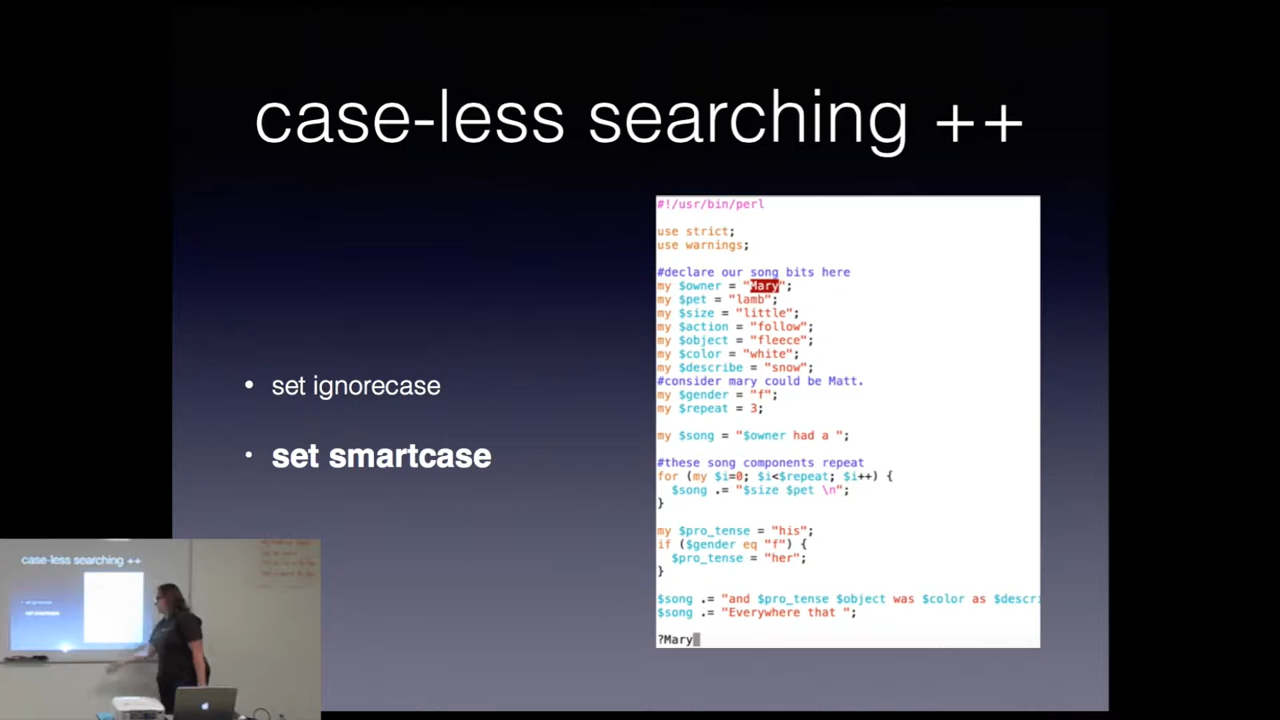 case-less searching ++
• set ignorecase
• set smartcase
#!/usr/bin/perl
use strict;
use warnings;
#declare our song bits here
my $owner = "Mary";
my $pet = "lamb";
my $size = "little";
my $action = "follow";
my $object = "fleece";
my $color = "white";
my $describe = "snow";
#consider mary could be Matt.
my $gender = "f";
my $repeat = 3;
my $song = "$owner had a ";
#these song components repeat
for (my $i=0; $i<$repeat; $i++) {
$song .= "$size $pet \n";
}
my $pro_tense = "his";
if ($gender eq "f") {
$pro_tense = "her";
}
$song .= "and $pro_tense $object was $color as $descri
$song .= "Everywhere that ";
?Mary
case-less searching ++
set ignorecase
set smartcase